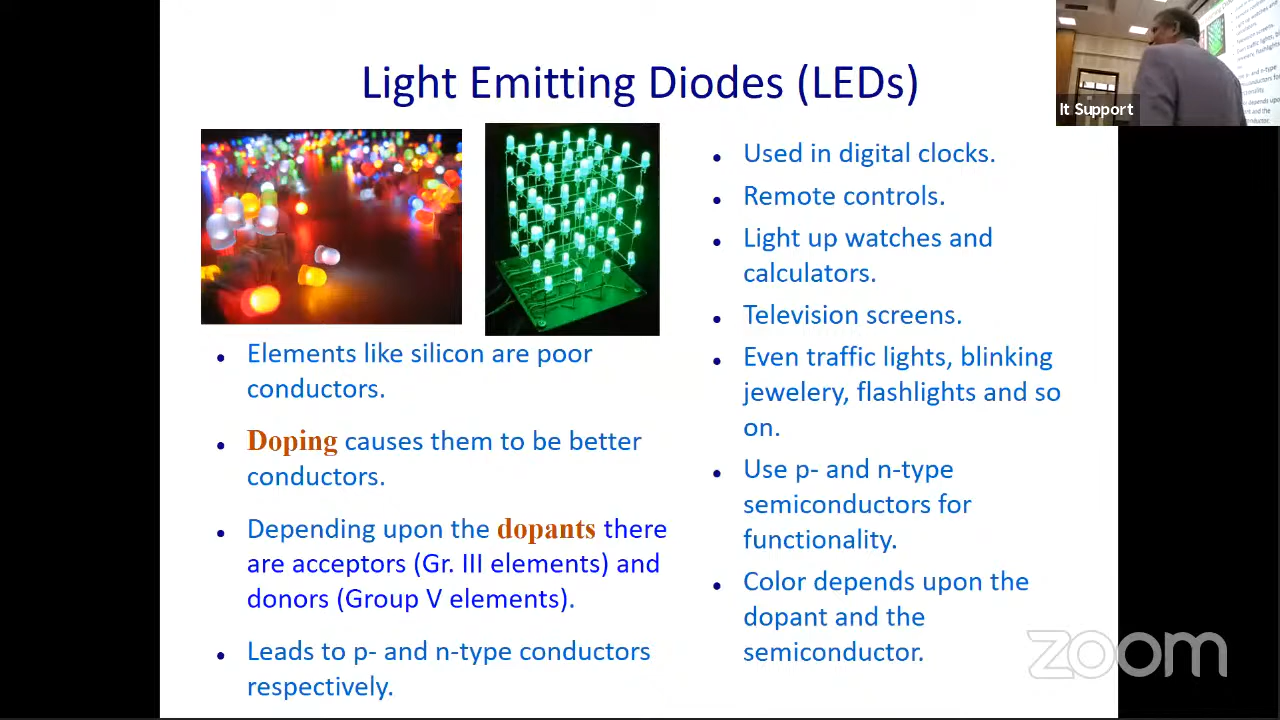 Light Emitting Diodes (LEDs)
Elements like silicon are poor
conductors.
Doping causes them to be better
conductors.
Depending upon the dopants there
are acceptors (Gr. III elements) and
donors (Group V elements).
Leads to p- and n-type conductors
respectively.
Used in digital clocks.
Remote controls.
Light up watches and
calculators.
Television screens.
Even traffic lights, blinking
jewelery, flashlights and so
on.
Use p- and n-type
semiconductors for
functionality.
Color depends upon the
dopant and the
semiconductor.
It Support
zoom